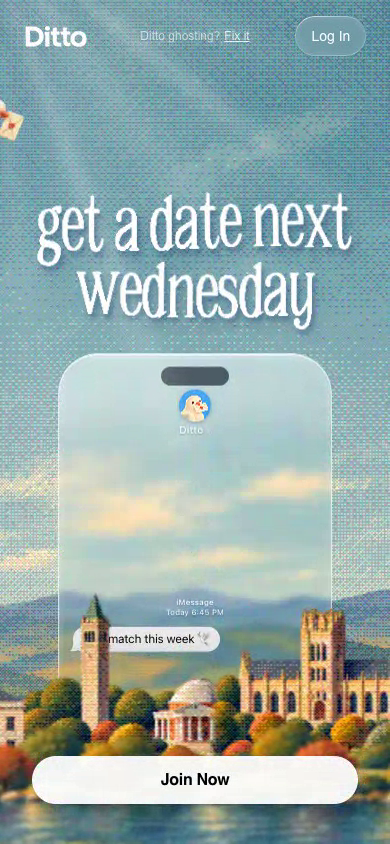 Ditto
Ditto ghosting? Fix it
Log In
get a date next
wednesday
Ditto
iMessage
Today 6:45 PM
match this week
Join Now